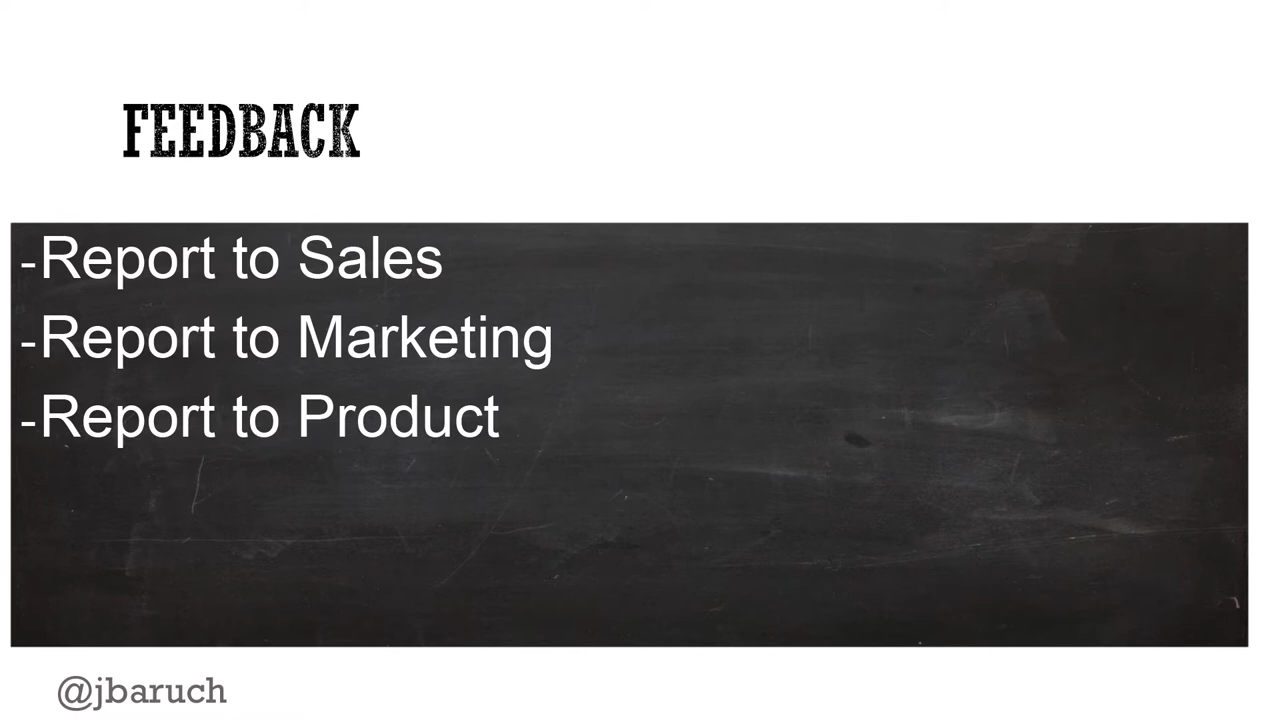 FEEDBACK
-Report to Sales
-Report to Marketing
-Report to Product
@jbaruch